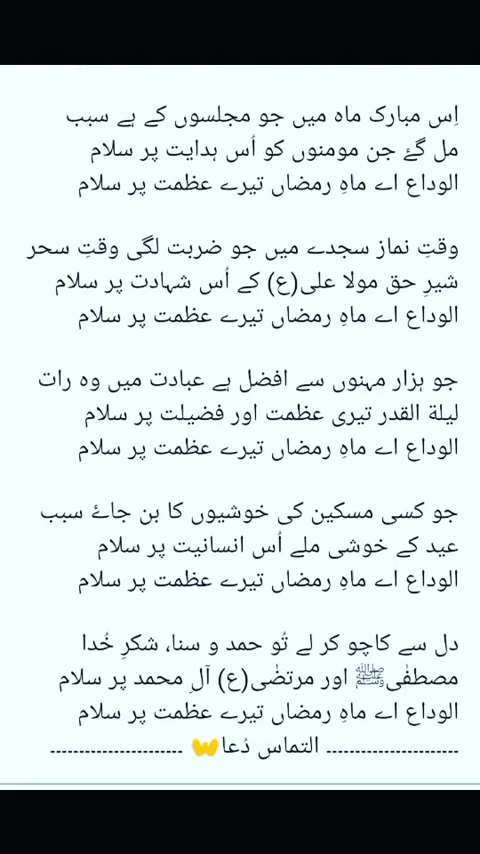 اِس مبارک ماہ میں جو مجلسوں کے ہے سبب
مل گئے جن مومنوں کو اُس ہدایت پر سلام
الوداع اے ماہِ رمضاں تیرے عظمت پر سلام
وقتِ نماز سجدے میں جو ضربت لگی وقتِ سحر
شیرِ حق مولا علی(ع) کے اُس شہادت پر سلام
الوداع اے ماہِ رمضاں تیرے عظمت پر سلام
جو ہزار مہنوں سے افضل ہے عبادت میں وہ رات
لیلة القدر تیری عظمت اور فضیلت پر سلام
الوداع اے ماہِ رمضاں تیرے عظمت پر سلام
جو کسی مسکین کی خوشیوں کا بن جائے سبب
عید کے خوشی ملے اُس انسانیت پر سلام
الوداع اے ماہِ رمضاں تیرے عظمت پر سلام
دل سے کاچو کر لے تُو حمد و سنا، شکرِ خُدا
مصطفٰیﷺ اور مرتضٰی(ع) آلِ محمد پر سلام
الوداع اے ماہِ رمضاں تیرے عظمت پر سلام
----------------------- التماس دُعا🤲 -----------------------